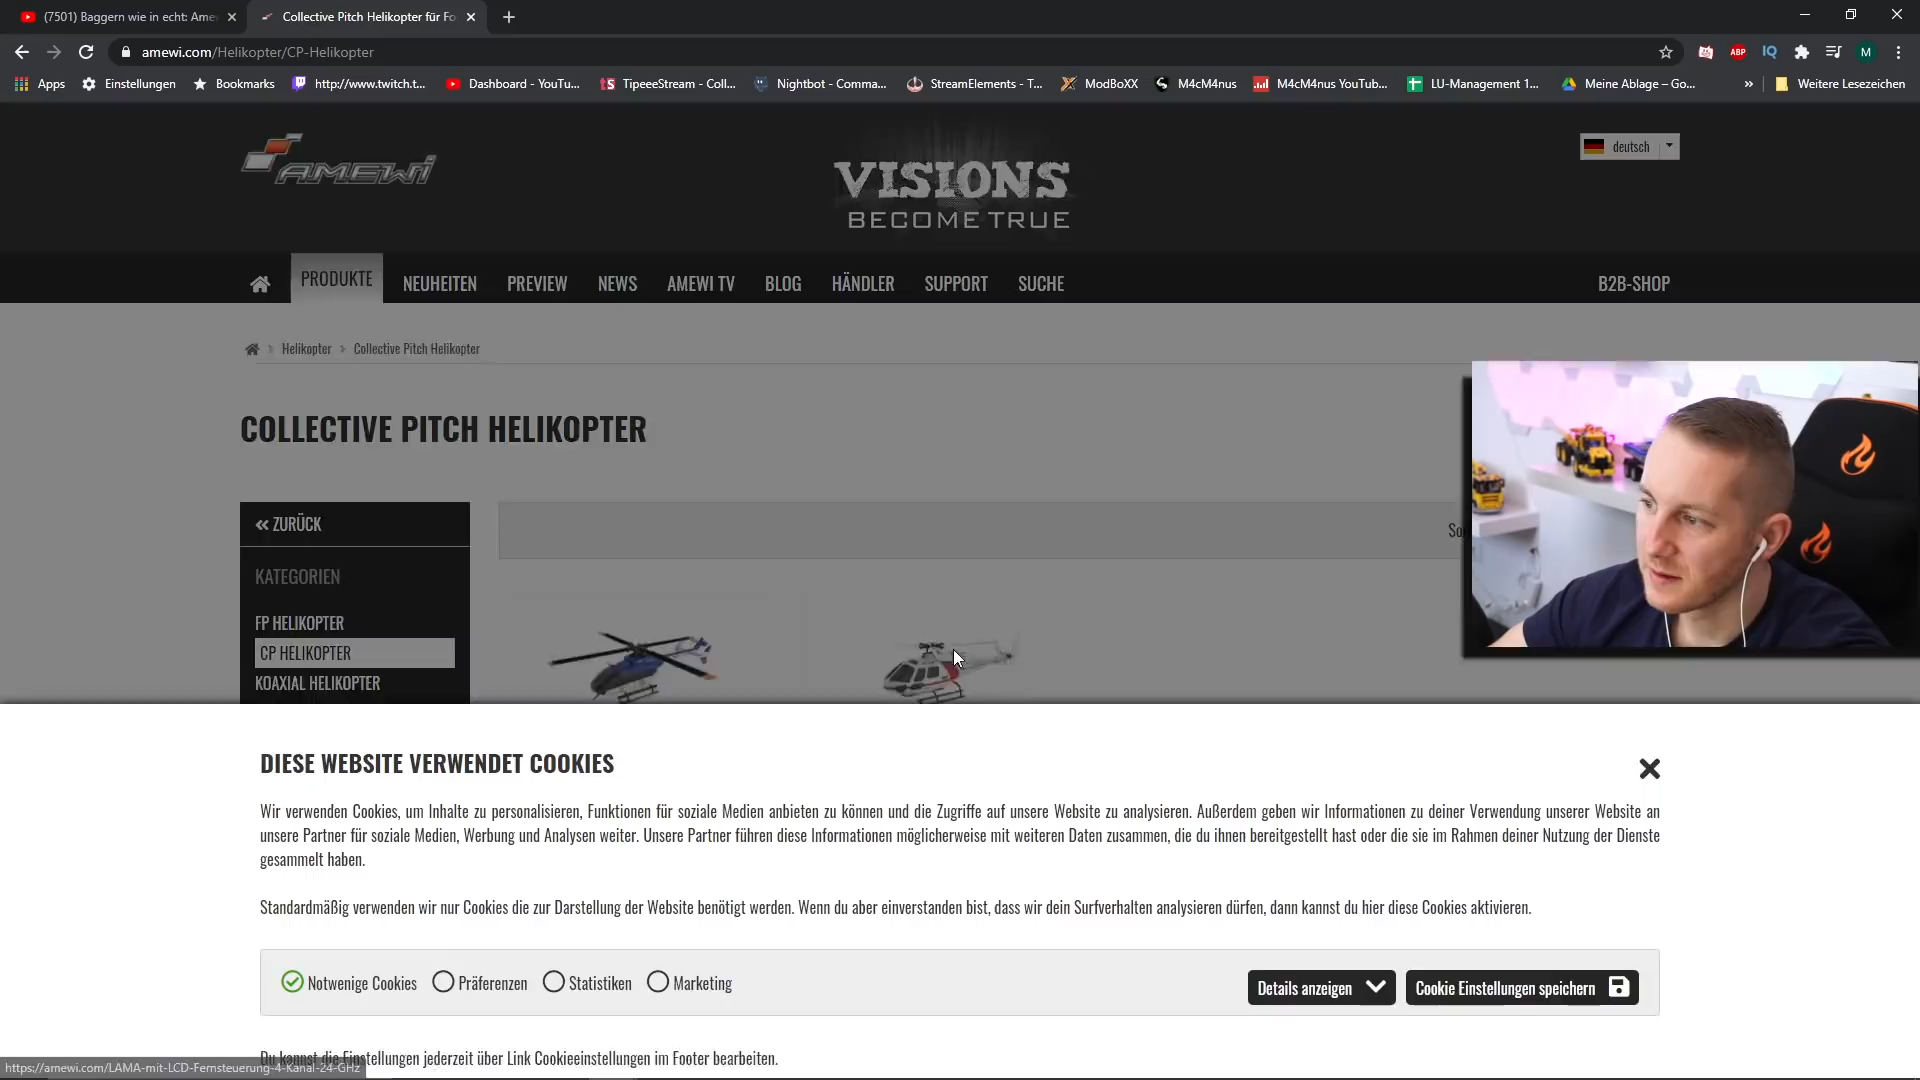 (7501) Baggern wie in echt: Ame
Collective Pitch Helikopter für Fo
amewi.com/Helikopter/CP-Helikopter
ABP
IQ
M
Apps
Einstellungen
Bookmarks
http://www.twitch.t...
Dashboard - YouTu...
TipeeeStream - Coll...
Nightbot - Comma...
StreamElements - T...
ModBoXX
M4cM4nus
M4cM4nus YouTub...
LU-Management 1...
Meine Ablage – Go...
»
Weitere Lesezeichen
AMEWI
VISIONS
BECOME TRUE
deutsch
PRODUKTE
NEUHEITEN
PREVIEW
NEWS
AMEWI TV
BLOG
HÄNDLER
SUPPORT
SUCHE
B2B-SHOP
Helikopter
Collective Pitch Helikopter
COLLECTIVE PITCH HELIKOPTER
ZURÜCK
So
KATEGORIEN
FP HELIKOPTER
CP HELIKOPTER
KOAXIAL HELIKOPTER
DIESE WEBSITE VERWENDET COOKIES
Wir verwenden Cookies, um Inhalte zu personalisieren, Funktionen für soziale Medien anbieten zu können und die Zugriffe auf unsere Website zu analysieren. Außerdem geben wir Informationen zu deiner Verwendung unserer Website an
unsere Partner für soziale Medien, Werbung und Analysen weiter. Unsere Partner führen diese Informationen möglicherweise mit weiteren Daten zusammen, die du ihnen bereitgestellt hast oder die sie im Rahmen deiner Nutzung der Dienste
gesammelt haben.
Standardmäßig verwenden wir nur Cookies die zur Darstellung der Website benötigt werden. Wenn du aber einverstanden bist, dass wir dein Surfverhalten analysieren dürfen, dann kannst du hier diese Cookies aktivieren.
Notwenige Cookies
Präferenzen
Statistiken
Marketing
Details anzeigen
Cookie Einstellungen speichern
Du kannst die Einstellungen jederzeit über Link Cookieeinstellungen im Footer bearbeiten.
https://amewi.com/LAMA-mit-LCD-Fernsteuerung-4-Kanal-24-GHz